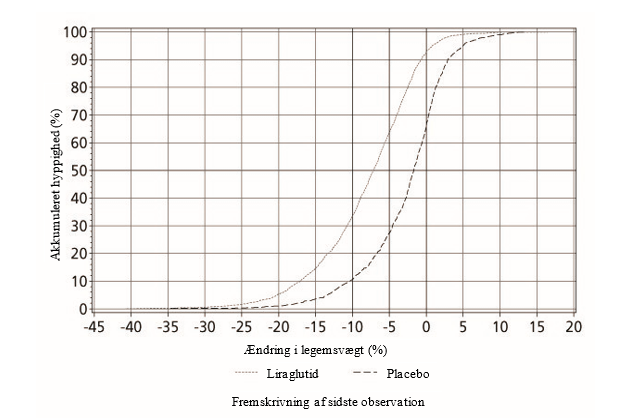 Akkumuleret hyppighed (%)
100
90
80
70
60
50
40
30
20
10
0
-45 -40 -35 -30 -25 -20 -15 -10 -5 0 5 10 15 20
Ændring i legemsvægt (%)
Liraglutid Placebo
Fremskrivning af sidste observation